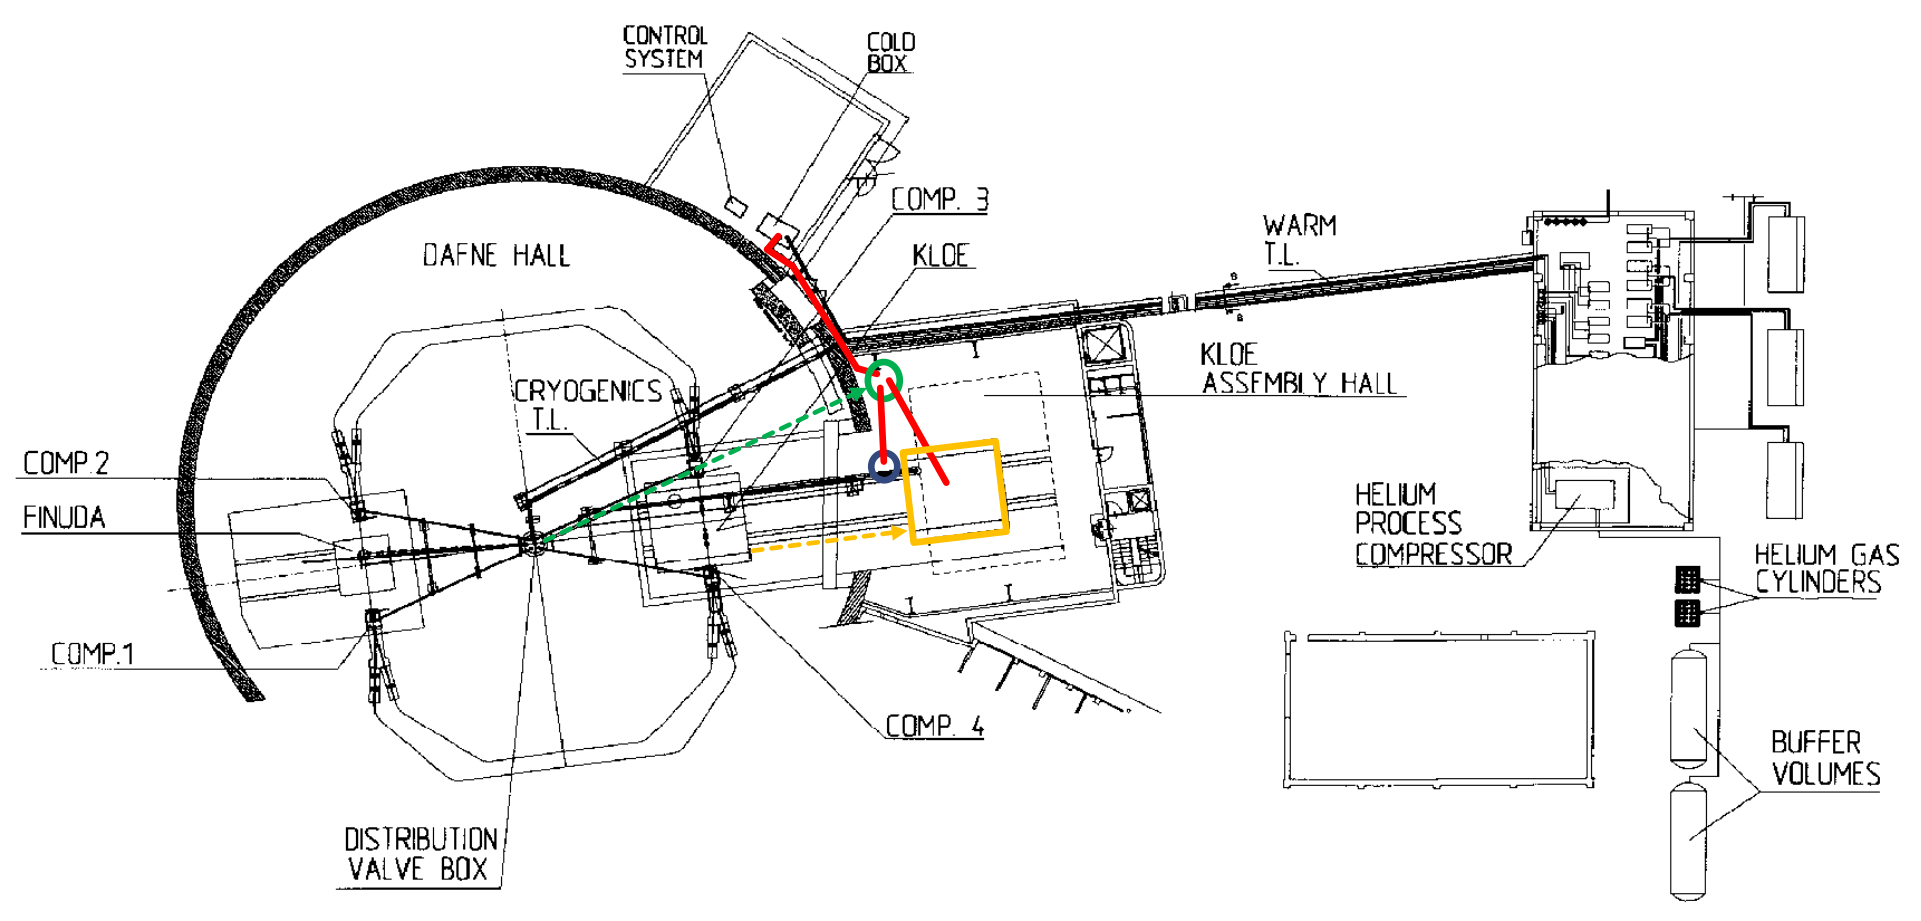 CONTROL
SYSTEM
COLD
BOX
COMP. 3
DAFNE HALL
KLOE
WARM
T.L.
KLOE
ASSEMBLY HALL
CRYOGENICS
T.L.
COMP.2
FINUDA
HELIUM
PROCESS
COMPRESSOR
HELIUM GAS
CYLINDERS
COMP.1
COMP. 4
BUFFER
VOLUMES
DISTRIBUTION
VALVE BOX